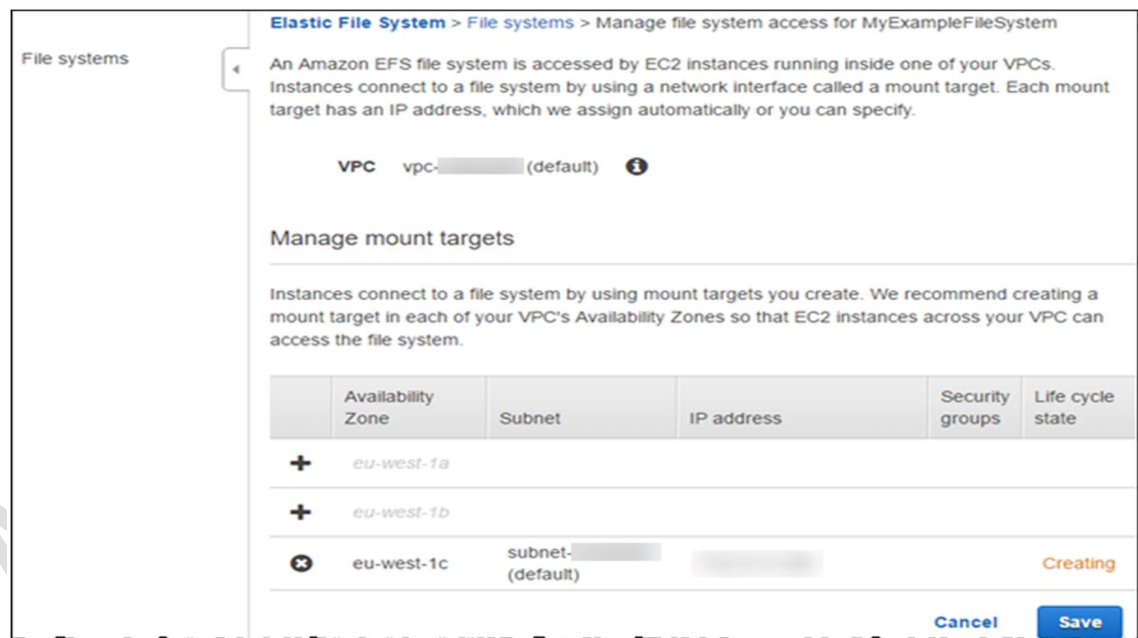 Elastic File System > File systems > Manage file system access for MyExampleFileSystem
File systems
An Amazon EFS file system is accessed by EC2 instances running inside one of your VPCs.
Instances connect to a file system by using a network interface called a mount target. Each mount
target has an IP address, which we assign automatically or you can specify.
VPC vpc- (default)
Manage mount targets
Instances connect to a file system by using mount targets you create. We recommend creating a
mount target in each of your VPC's Availability Zones so that EC2 instances across your VPC can
access the file system.
Availability Zone Subnet IP address Security groups Life cycle state
eu-west-1a
eu-west-1b
eu-west-1c subnet- (default) Creating
Cancel Save